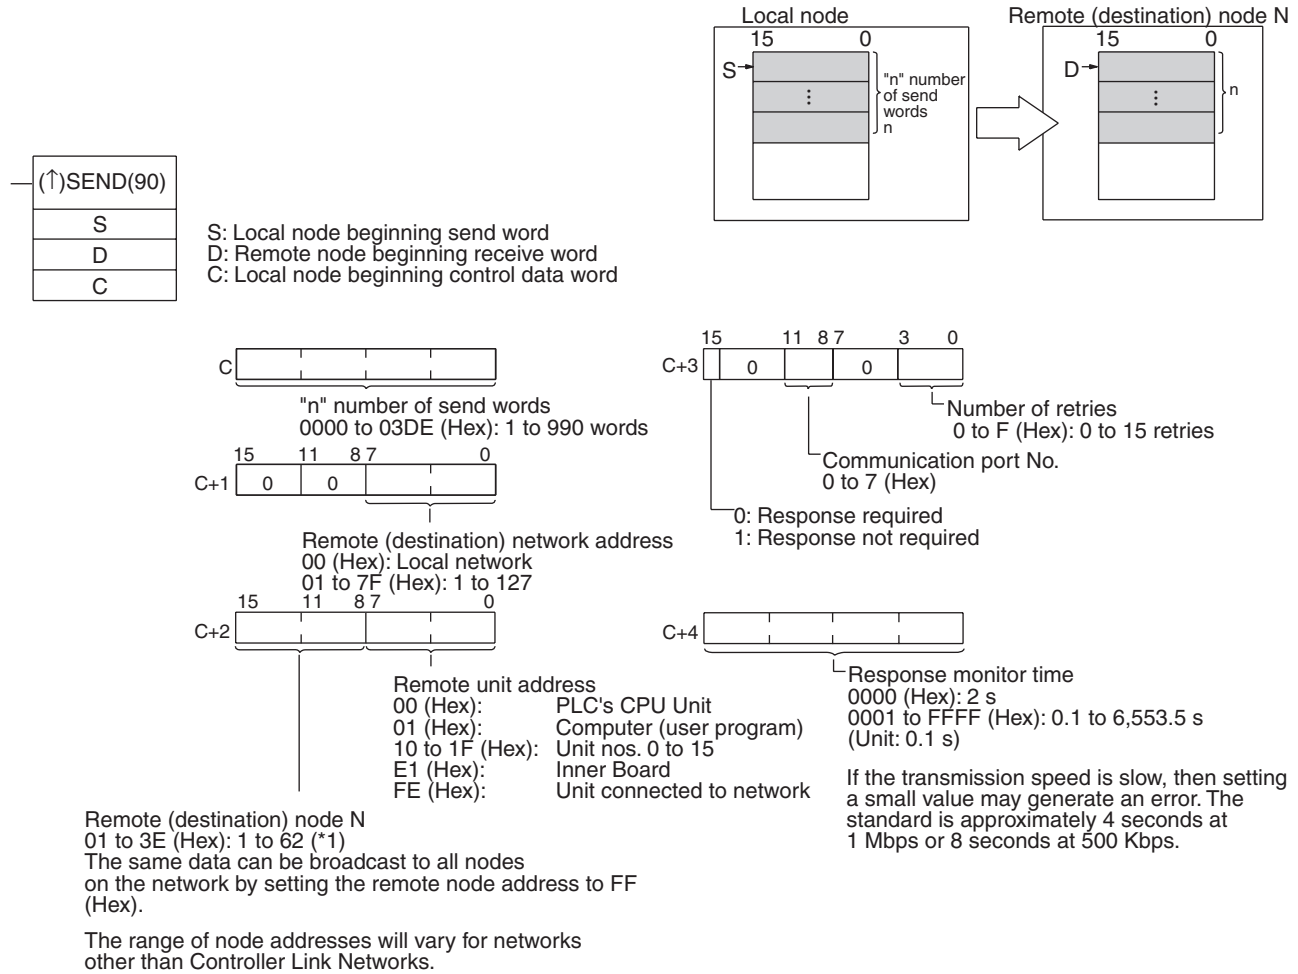 Local node
Remote (destination) node N
15 0
15 0
S
"n" number
of send
words
n
D
n
(↑)SEND(90)
S
D
C
S: Local node beginning send word
D: Remote node beginning receive word
C: Local node beginning control data word
C
"n" number of send words
0000 to 03DE (Hex): 1 to 990 words
15 11 8 7 0
C+1 0 0
Remote (destination) network address
00 (Hex): Local network
01 to 7F (Hex): 1 to 127
15 11 8 7 0
C+2
Remote unit address
00 (Hex): PLC's CPU Unit
01 (Hex): Computer (user program)
10 to 1F (Hex): Unit nos. 0 to 15
E1 (Hex): Inner Board
FE (Hex): Unit connected to network
Remote (destination) node N
01 to 3E (Hex): 1 to 62 (*1)
The same data can be broadcast to all nodes
on the network by setting the remote node address to FF
(Hex).
The range of node addresses will vary for networks
other than Controller Link Networks.
15 11 8 7 3 0
C+3 0 0
Number of retries
0 to F (Hex): 0 to 15 retries
Communication port No.
0 to 7 (Hex)
0: Response required
1: Response not required
C+4
Response monitor time
0000 (Hex): 2 s
0001 to FFFF (Hex): 0.1 to 6,553.5 s
(Unit: 0.1 s)
If the transmission speed is slow, then setting
a small value may generate an error. The
standard is approximately 4 seconds at
1 Mbps or 8 seconds at 500 Kbps.